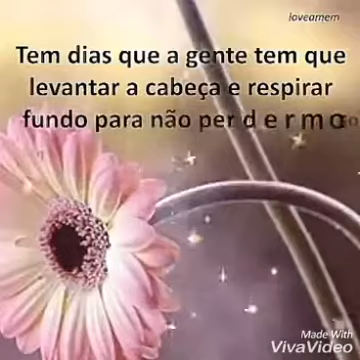 loveamem
Tem dias que a gente tem que
levantar a cabeça e respirar
fundo para não per d e r m o
Made With
VivaVideo